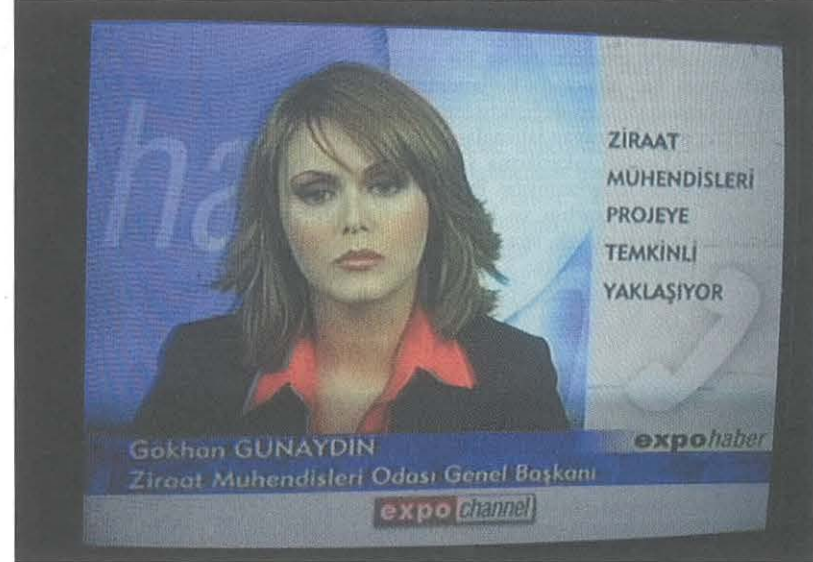 ha
ZİRAAT
MÜHENDİSLERİ
PROJEYE
TEMKİNLİ
YAKLAŞIYOR
expohaber
Gökhan GÜNAYDIN
Ziraat Mühendisleri Odası Genel Başkanı
expo channel